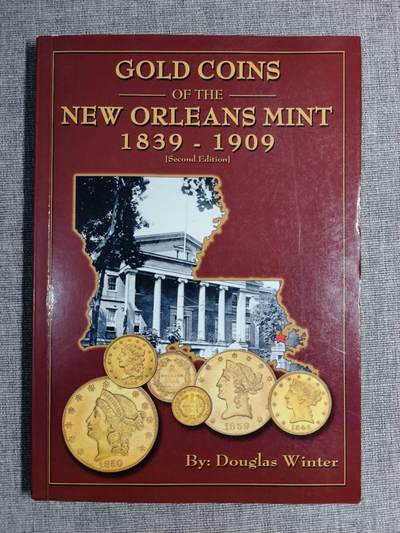 GOLD COINS
OF THE
NEW ORLEANS MINT
1839 - 1909
[Second Edition]
By: Douglas Winter